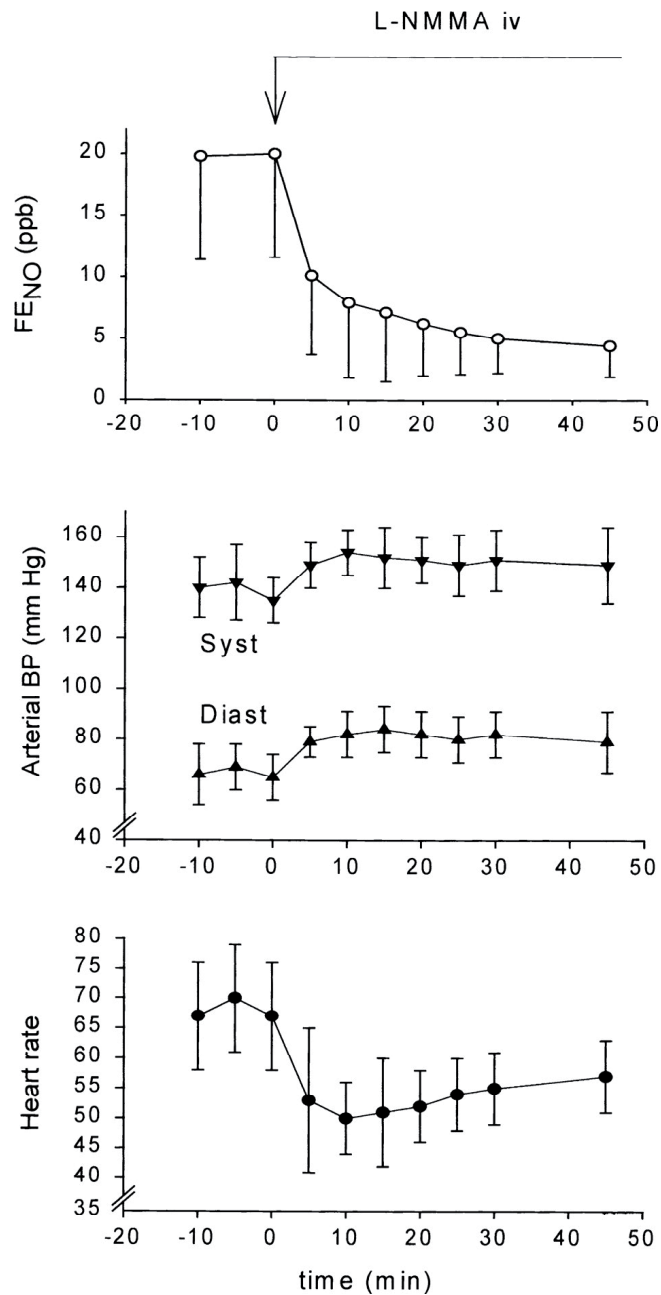 L-NMMA iv
FENO (ppb)
20
15
10
5
0
-20 -10 0 10 20 30 40 50
Arterial BP (mm Hg)
160
140
120
100
80
60
40
Syst
Diast
-20 -10 0 10 20 30 40 50
Heart rate
80
75
70
65
60
55
50
45
40
35
-20 -10 0 10 20 30 40 50
time (min)